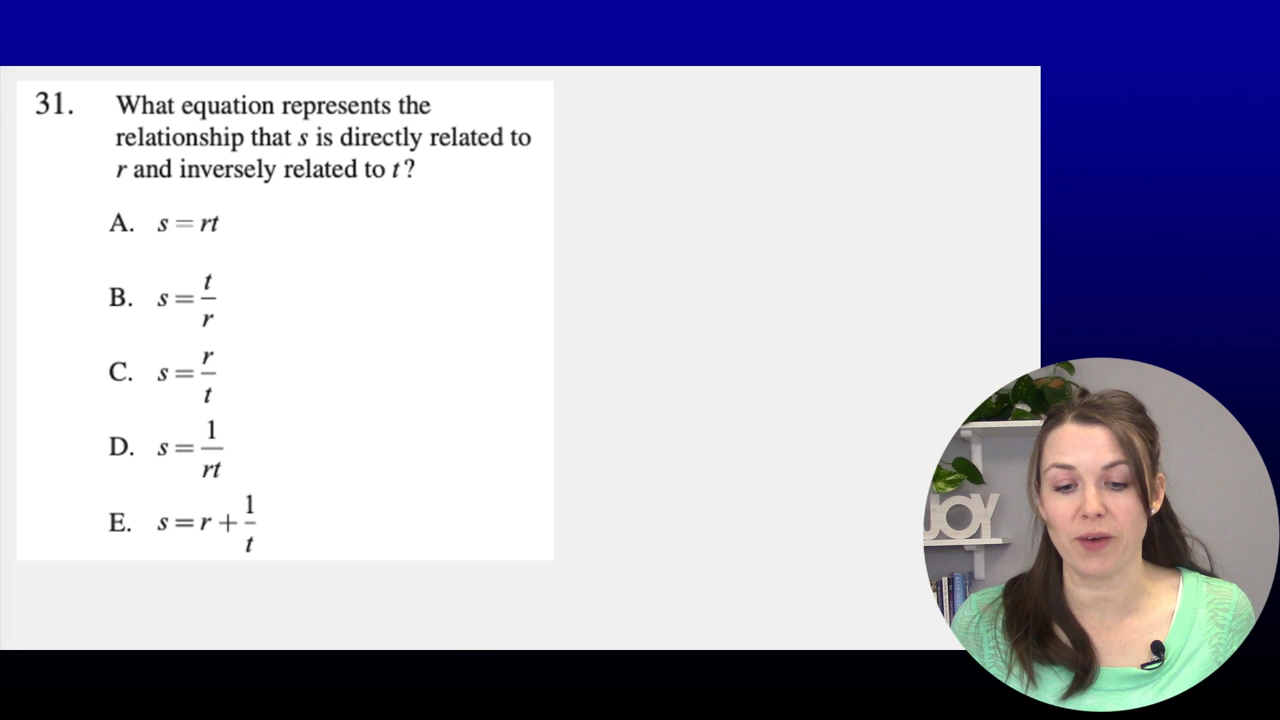 31. What equation represents the
relationship that s is directly related to
r and inversely related to t?
A. s = rt
B. s = t/r
C. s = r/t
D. s = 1/rt
E. s = r + 1/t
JOY